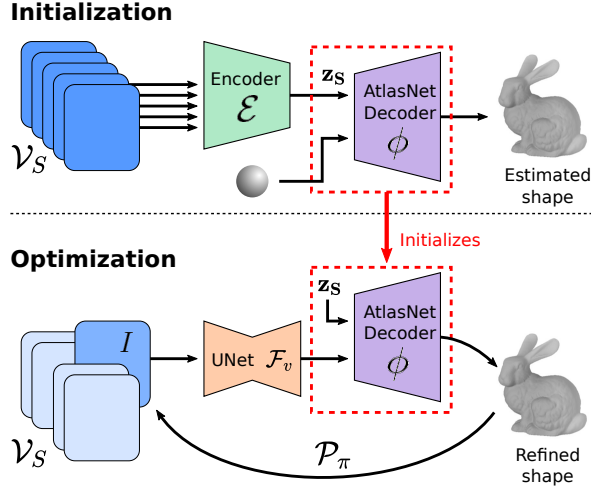 Initialization
𝒱_S
Encoder
ℰ
z_S
AtlasNet
Decoder
ϕ
Estimated
shape
Initializes
Optimization
I
𝒱_S
UNet ℱ_v
z_S
AtlasNet
Decoder
ϕ
𝒫_π
Refined
shape